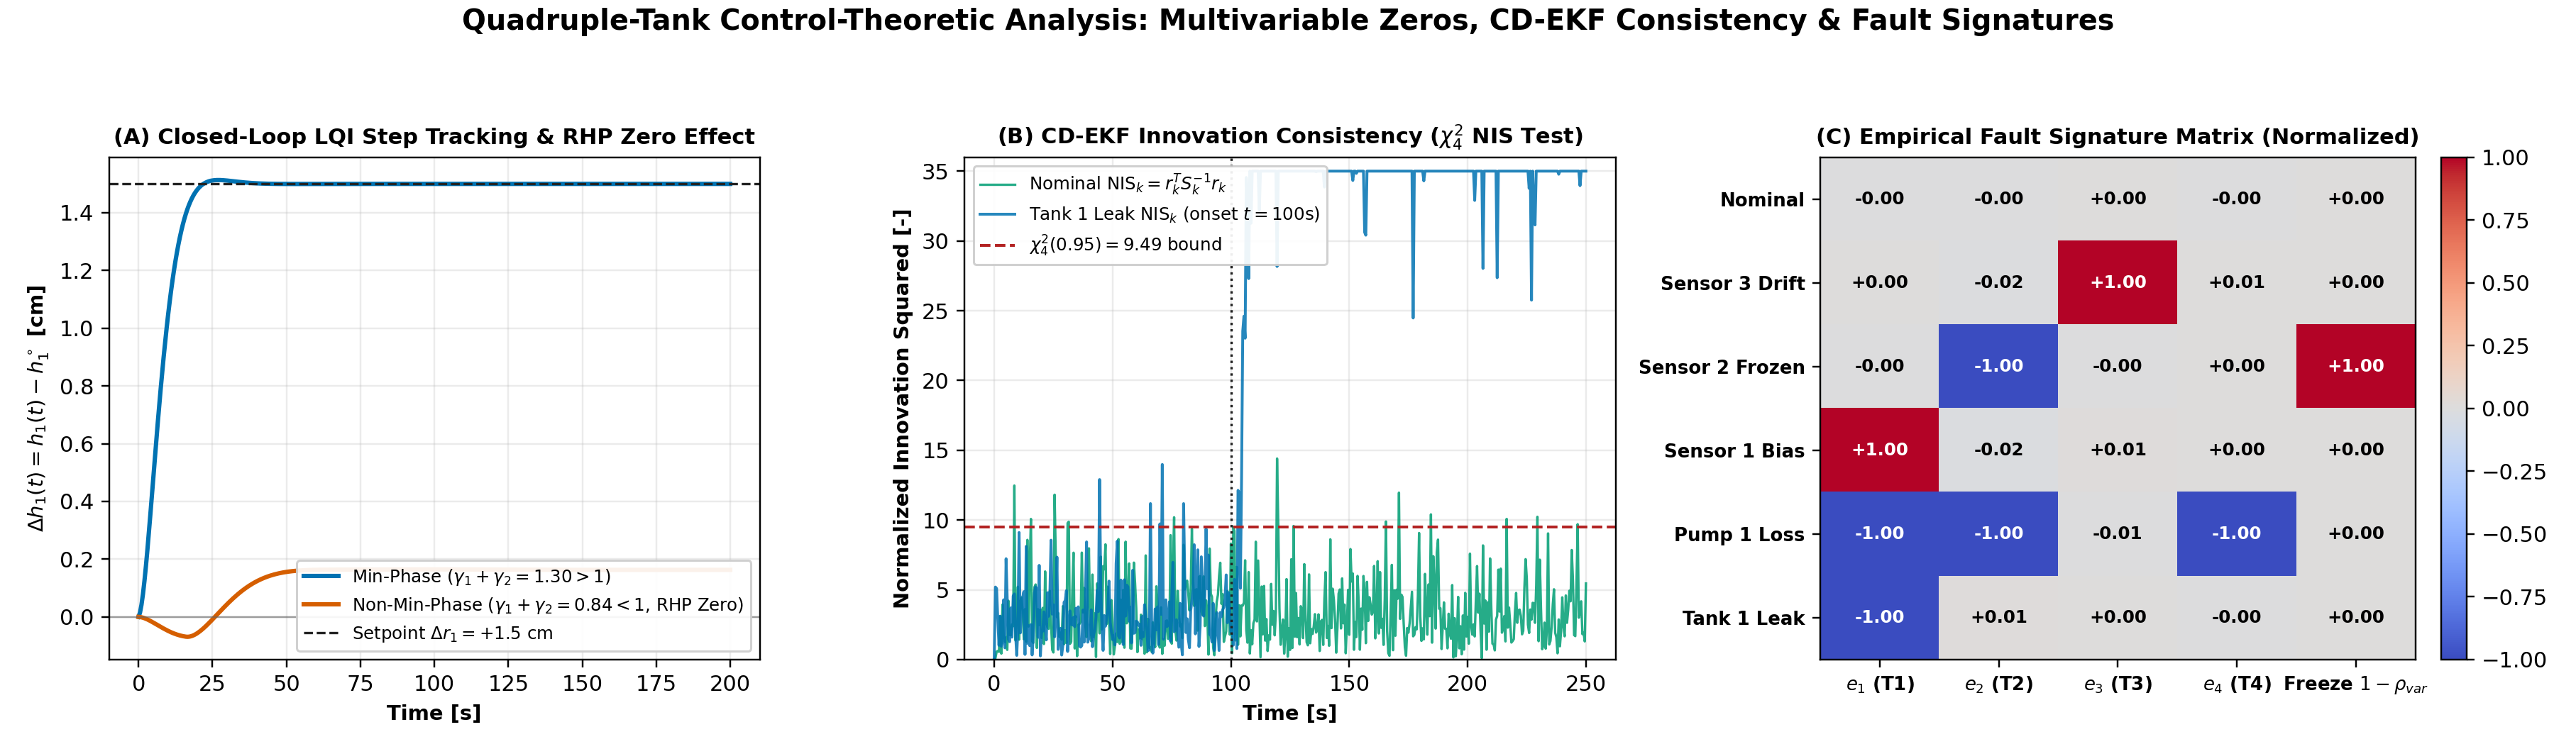 Quadruple-Tank Control-Theoretic Analysis: Multivariable Zeros, CD-EKF Consistency & Fault Signatures
(A) Closed-Loop LQI Step Tracking & RHP Zero Effect
Δh₁(t) = h₁(t) − h₁° [cm]
1.4
1.2
1.0
0.8
0.6
0.4
0.2
0.0
Min-Phase (γ₁ + γ₂ = 1.30 > 1)
Non-Min-Phase (γ₁ + γ₂ = 0.84 < 1, RHP Zero)
Setpoint Δr₁ = +1.5 cm
0 25 50 75 100 125 150 175 200
Time [s]
(B) CD-EKF Innovation Consistency (χ₄² NIS Test)
Normalized Innovation Squared [-]
35
30
25
20
15
10
5
0
Nominal NISₖ = rₖᵀSₖ⁻¹rₖ
Tank 1 Leak NISₖ (onset t = 100s)
χ₄²(0.95) = 9.49 bound
0 50 100 150 200 250
Time [s]
(C) Empirical Fault Signature Matrix (Normalized)
Nominal -0.00 -0.00 +0.00 -0.00 +0.00
Sensor 3 Drift +0.00 -0.02 +1.00 +0.01 +0.00
Sensor 2 Frozen -0.00 -1.00 -0.00 +0.00 +1.00
Sensor 1 Bias +1.00 -0.02 +0.01 +0.00 +0.00
Pump 1 Loss -1.00 -1.00 -0.01 -1.00 +0.00
Tank 1 Leak -1.00 +0.01 +0.00 -0.00 +0.00
e₁ (T1) e₂ (T2) e₃ (T3) e₄ (T4) Freeze 1 − ρ_var
1.00
0.75
0.50
0.25
0.00
−0.25
−0.50
−0.75
−1.00